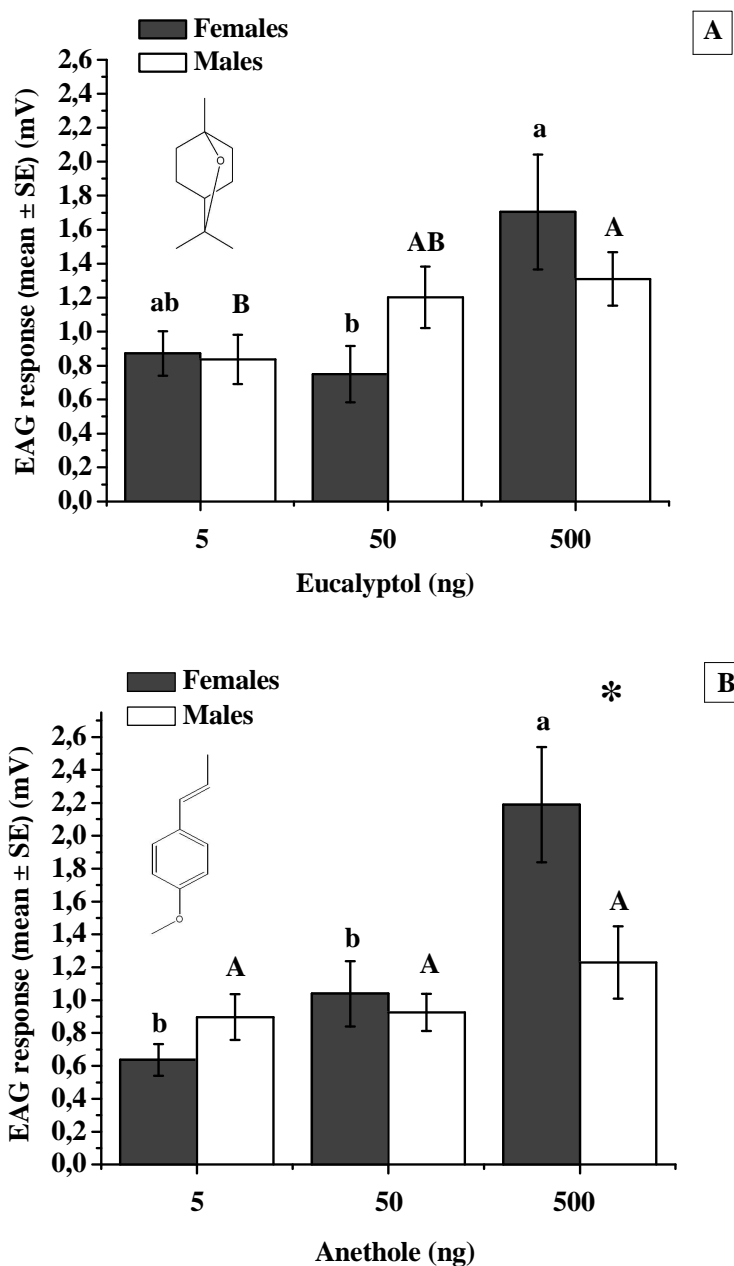 Females
Males
A
2,6
2,4
2,2
2,0
1,8
1,6
1,4
1,2
1,0
0,8
0,6
0,4
0,2
0,0
EAG response (mean ± SE) (mV)
O
ab
B
b
AB
a
A
5
50
500
Eucalyptol (ng)
Females
Males
B
2,6
2,4
2,2
2,0
1,8
1,6
1,4
1,2
1,0
0,8
0,6
0,4
0,2
0,0
EAG response (mean ± SE) (mV)
O
b
A
b
A
a
*
A
5
50
500
Anethole (ng)